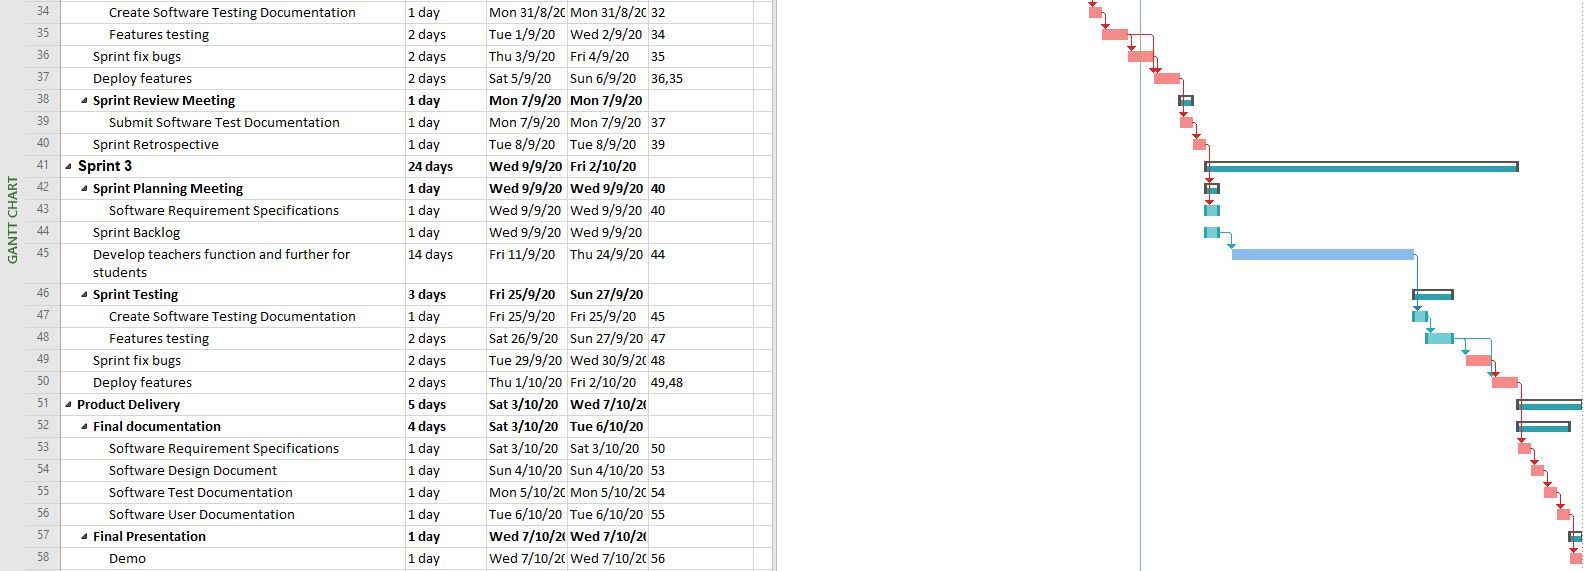 GANTT CHART
34 Create Software Testing Documentation 1 day Mon 31/8/20 Mon 31/8/20 32
35 Features testing 2 days Tue 1/9/20 Wed 2/9/20 34
36 Sprint fix bugs 2 days Thu 3/9/20 Fri 4/9/20 35
37 Deploy features 2 days Sat 5/9/20 Sun 6/9/20 36,35
38 Sprint Review Meeting 1 day Mon 7/9/20 Mon 7/9/20
39 Submit Software Test Documentation 1 day Mon 7/9/20 Mon 7/9/20 37
40 Sprint Retrospective 1 day Tue 8/9/20 Tue 8/9/20 39
41 Sprint 3 24 days Wed 9/9/20 Fri 2/10/20
42 Sprint Planning Meeting 1 day Wed 9/9/20 Wed 9/9/20 40
43 Software Requirement Specifications 1 day Wed 9/9/20 Wed 9/9/20 40
44 Sprint Backlog 1 day Wed 9/9/20 Wed 9/9/20
45 Develop teachers function and further for 14 days Fri 11/9/20 Thu 24/9/20 44
students
46 Sprint Testing 3 days Fri 25/9/20 Sun 27/9/20
47 Create Software Testing Documentation 1 day Fri 25/9/20 Fri 25/9/20 45
48 Features testing 2 days Sat 26/9/20 Sun 27/9/20 47
49 Sprint fix bugs 2 days Tue 29/9/20 Wed 30/9/20 48
50 Deploy features 2 days Thu 1/10/20 Fri 2/10/20 49,48
51 Product Delivery 5 days Sat 3/10/20 Wed 7/10/20
52 Final documentation 4 days Sat 3/10/20 Tue 6/10/20
53 Software Requirement Specifications 1 day Sat 3/10/20 Sat 3/10/20 50
54 Software Design Document 1 day Sun 4/10/20 Sun 4/10/20 53
55 Software Test Documentation 1 day Mon 5/10/20 Mon 5/10/20 54
56 Software User Documentation 1 day Tue 6/10/20 Tue 6/10/20 55
57 Final Presentation 1 day Wed 7/10/20 Wed 7/10/20
58 Demo 1 day Wed 7/10/20 Wed 7/10/20 56